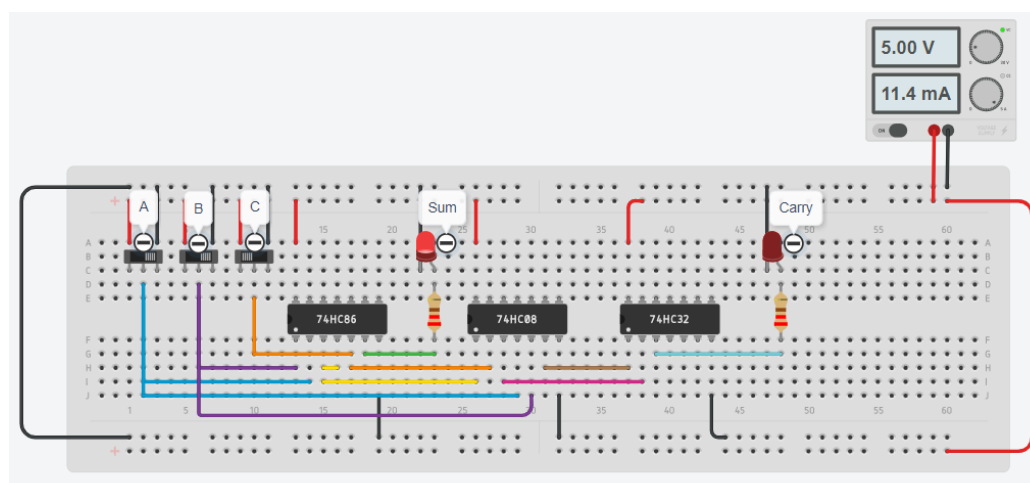 5.00 V
11.4 mA
A
B
C
Sum
Carry
15 20 25 30 35 40 45 50 55 60
A A
B B
C C
D D
E E
74HC86
74HC08
74HC32
F F
G G
H H
I I
J J
1 5 10 15 20 25 30 35 40 45 50 55 60